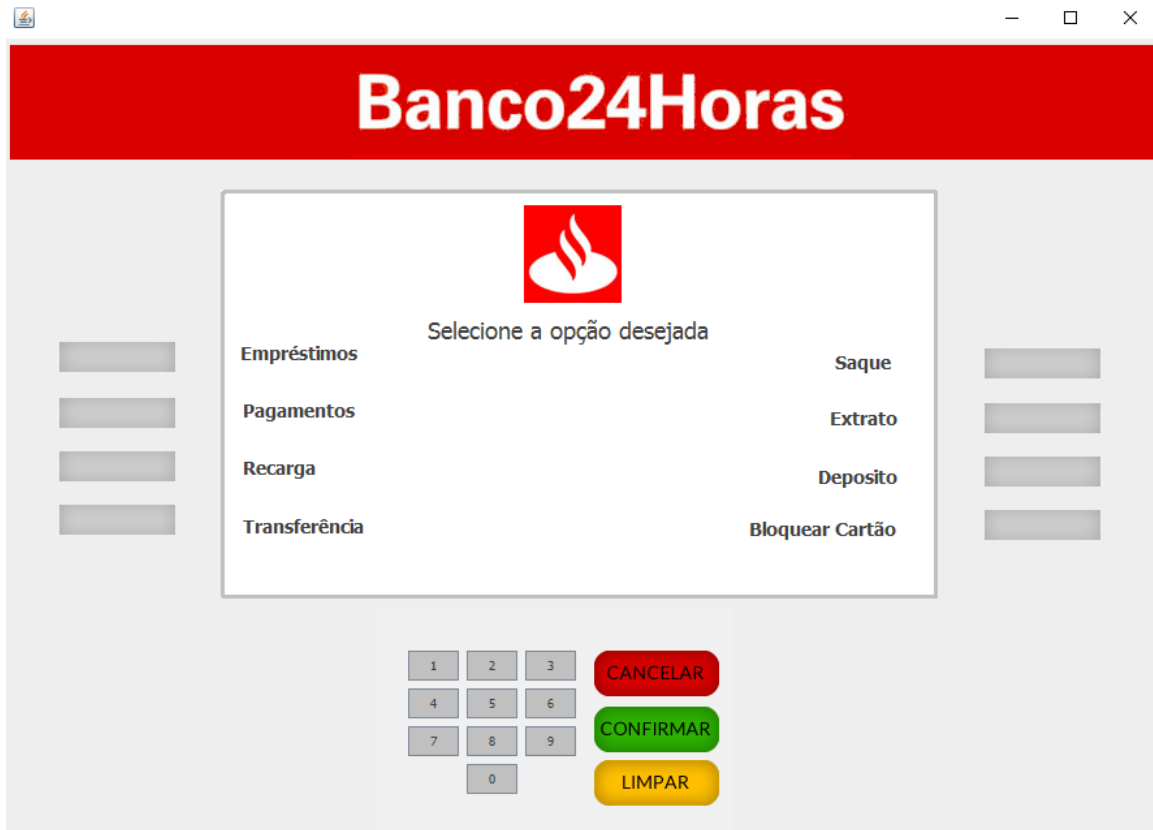 Banco24Horas
Selecione a opção desejada
Empréstimos
Saque
Pagamentos
Extrato
Recarga
Deposito
Transferência
Bloquear Cartão
1 2 3 CANCELAR
4 5 6
CONFIRMAR
7 8 9
0 LIMPAR